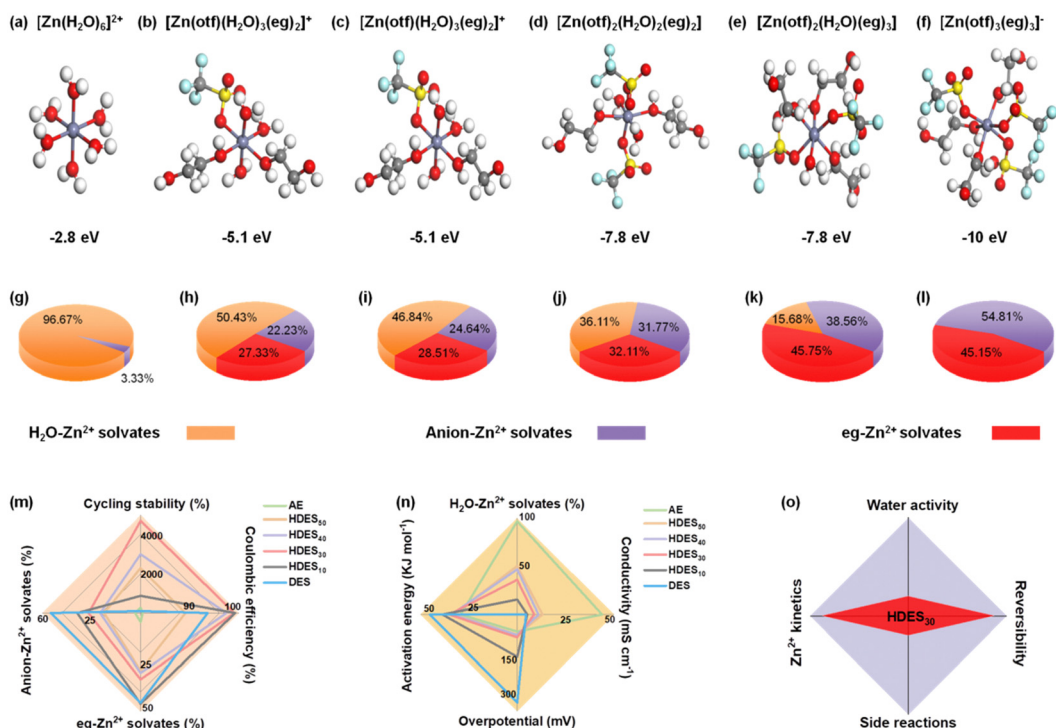 (a) [Zn(H₂O)₆]²⁺ (b) [Zn(otf)(H₂O)₃(eg)₂]⁺ (c) [Zn(otf)(H₂O)₃(eg)₂]⁺ (d) [Zn(otf)₂(H₂O)₂(eg)₂] (e) [Zn(otf)₂(H₂O)(eg)₃] (f) [Zn(otf)₃(eg)₃]⁻
-2.8 eV -5.1 eV -5.1 eV -7.8 eV -7.8 eV -10 eV
(g) (h) (i) (j) (k) (l)
96.67% 3.33%
50.43% 22.23% 27.33%
46.84% 24.64% 28.51%
36.11% 31.77% 32.11%
15.68% 38.56% 45.75%
54.81% 45.15%
H₂O-Zn²⁺ solvates Anion-Zn²⁺ solvates eg-Zn²⁺ solvates
(m) Cycling stability (%)
AE
HDES₅₀
HDES₄₀
HDES₃₀
HDES₁₀
DES
Anion-Zn²⁺ solvates (%)
Coulombic efficiency (%)
4000
2000
90 100
60 25
25
50
eg-Zn²⁺ solvates (%)
(n) H₂O-Zn²⁺ solvates (%)
AE
HDES₅₀
HDES₄₀
HDES₃₀
HDES₁₀
DES
Activation energy (KJ mol⁻¹)
Conductivity (mS cm⁻¹)
100
50
50 25 25 50
150
300
Overpotential (mV)
(o) Water activity
Zn²⁺ kinetics
HDES₃₀
Reversibility
Side reactions